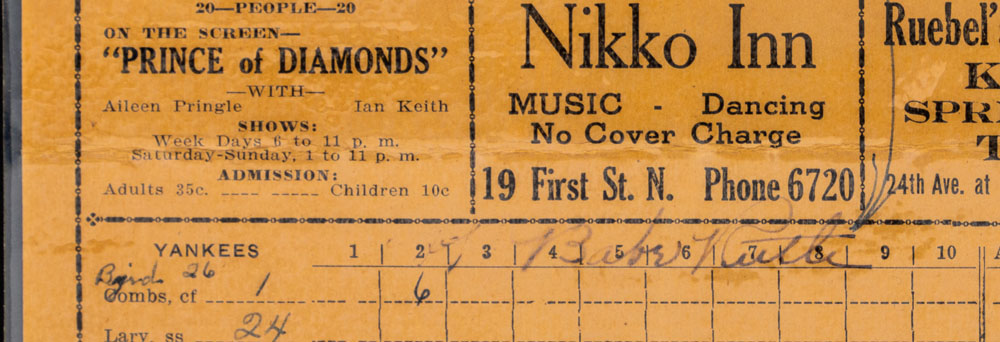 20—PEOPLE—20
ON THE SCREEN—
"PRINCE of DIAMONDS"
—WITH—
Aileen Pringle Ian Keith
SHOWS:
Week Days 6 to 11 p. m.
Saturday-Sunday, 1 to 11 p. m.
ADMISSION:
Adults 35c. ---- ----- Children 10c
Nikko Inn
MUSIC - Dancing
No Cover Charge
19 First St. N. Phone 6720
Ruebel'
K
SPR
T
24th Ave. at
YANKEES 1 2 3 4 5 6 7 8 9 10
Babe Ruth
Byrd 26
Combs, cf 1 6
Lary, ss 24